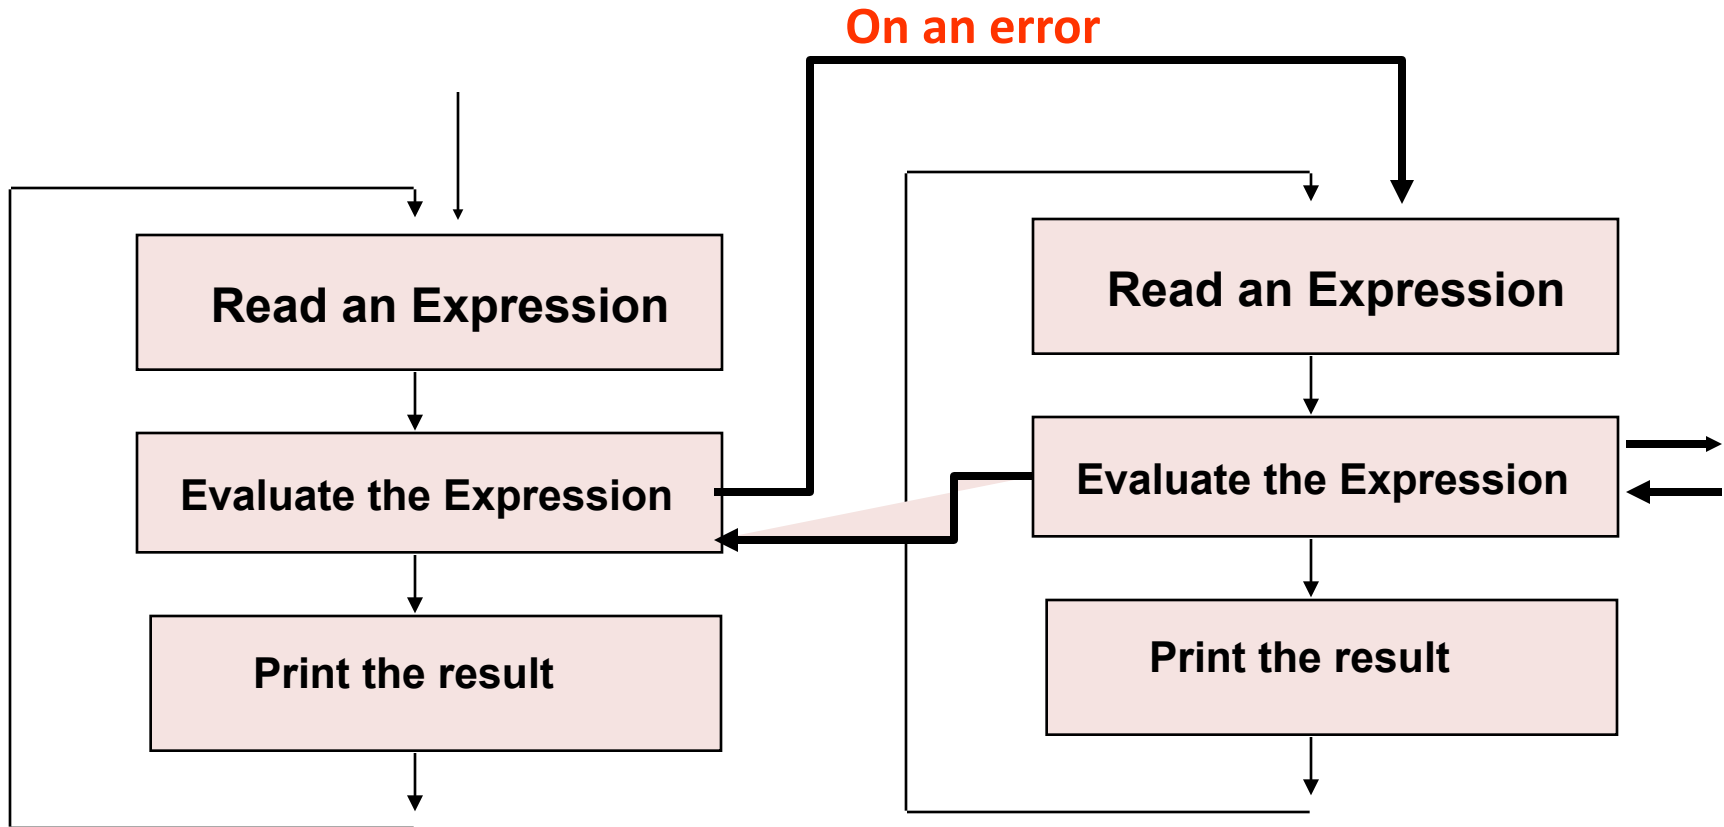 On an error
Read an Expression
Evaluate the Expression
Print the result
Read an Expression
Evaluate the Expression
Print the result